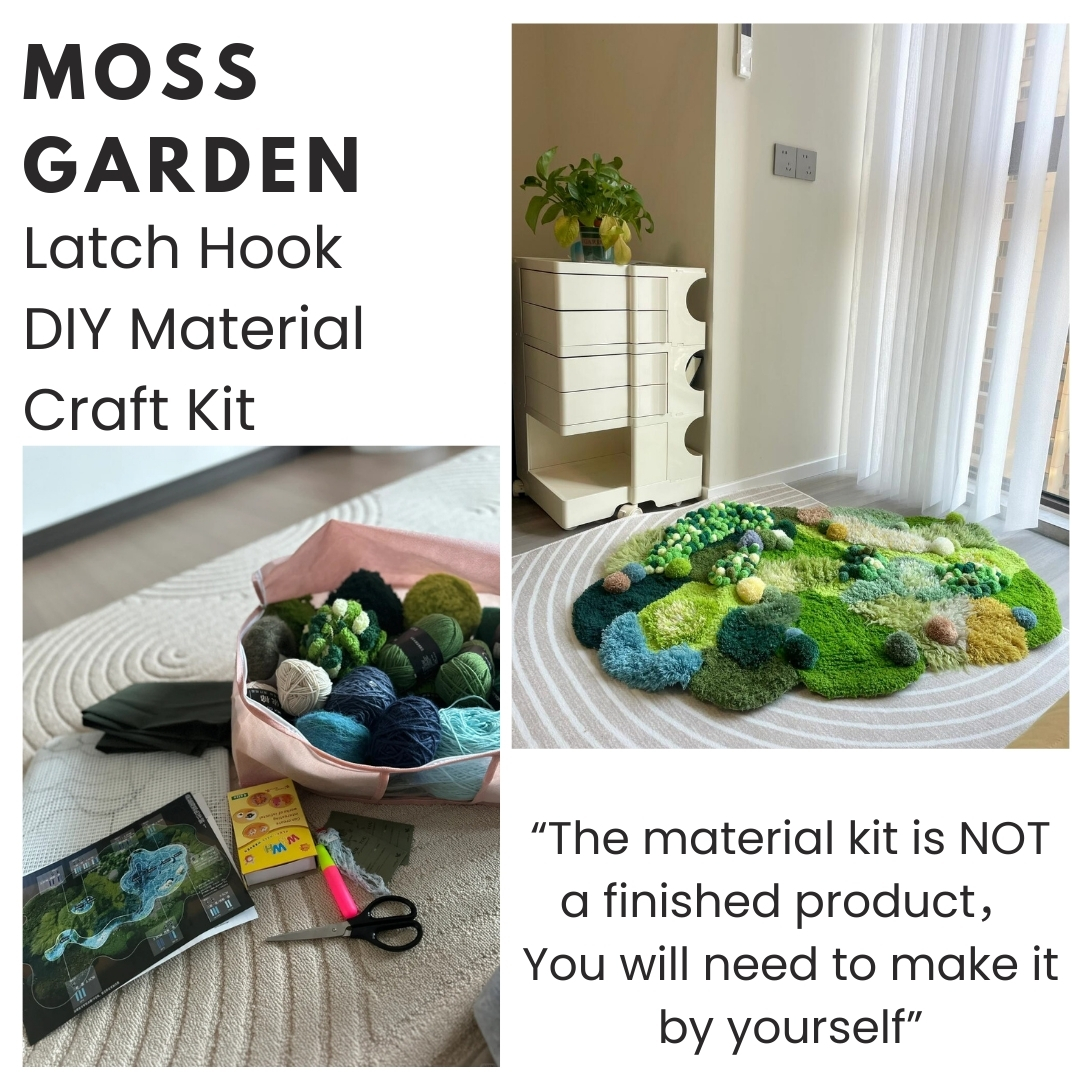 MOSS
GARDEN
Latch Hook
DIY Material
Craft Kit
“The material kit is NOT
a finished product，
You will need to make it
by yourself”